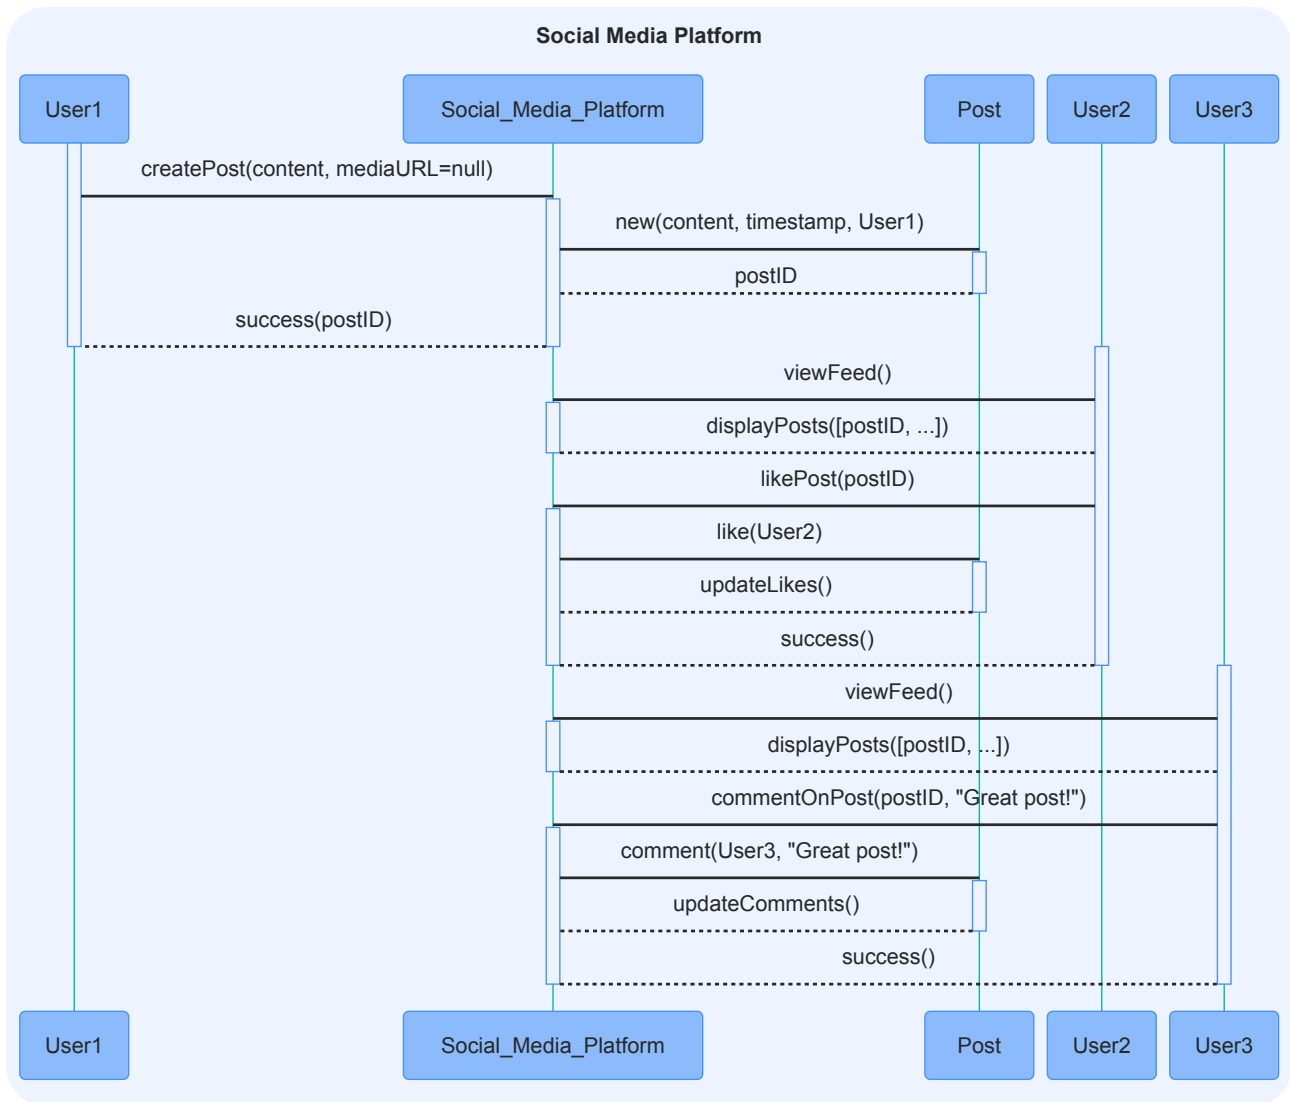 Social Media Platform
User1
Social_Media_Platform
Post
User2
User3
createPost(content, mediaURL=null)
new(content, timestamp, User1)
postID
success(postID)
viewFeed()
displayPosts([postID, ...])
likePost(postID)
like(User2)
updateLikes()
success()
viewFeed()
displayPosts([postID, ...])
commentOnPost(postID, "Great post!")
comment(User3, "Great post!")
updateComments()
success()
User1
Social_Media_Platform
Post
User2
User3